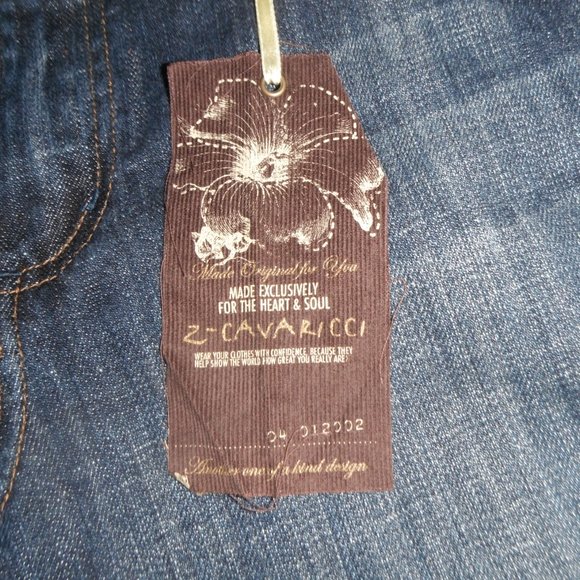 Made Original for You
MADE EXCLUSIVELY
FOR THE HEART & SOUL
Z-CAVARICCI
WEAR YOUR CLOTHES WITH CONFIDENCE, BECAUSE THEY
HELP SHOW THE WORLD HOW GREAT YOU REALLY ARE!
04 012002
Another one of a kind design